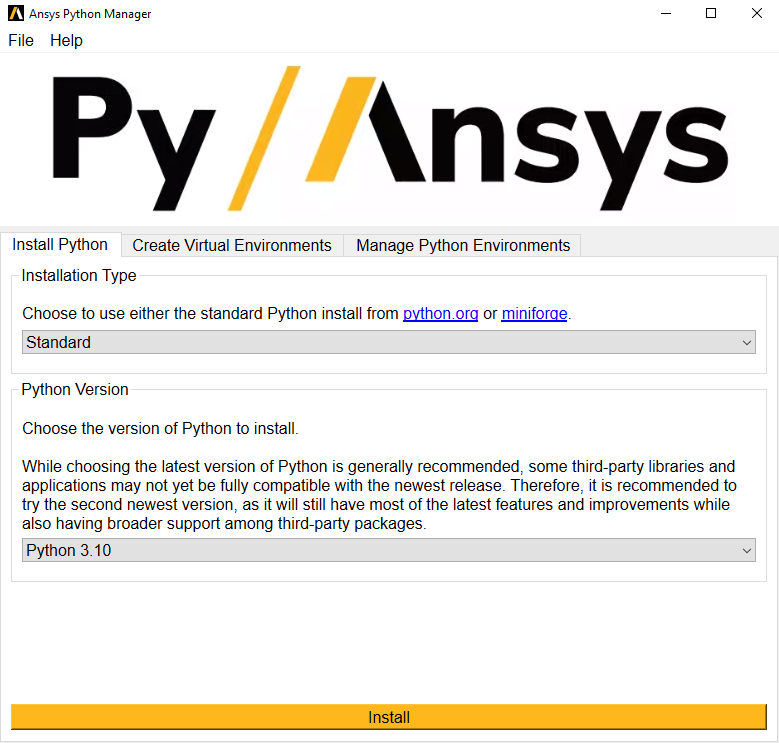 Ansys Python Manager
File Help
Py Ansys
Install Python Create Virtual Environments Manage Python Environments
Installation Type
Choose to use either the standard Python install from python.org or miniforge.
Standard
Python Version
Choose the version of Python to install.
While choosing the latest version of Python is generally recommended, some third-party libraries and
applications may not yet be fully compatible with the newest release. Therefore, it is recommended to
try the second newest version, as it will still have most of the latest features and improvements while
also having broader support among third-party packages.
Python 3.10
Install